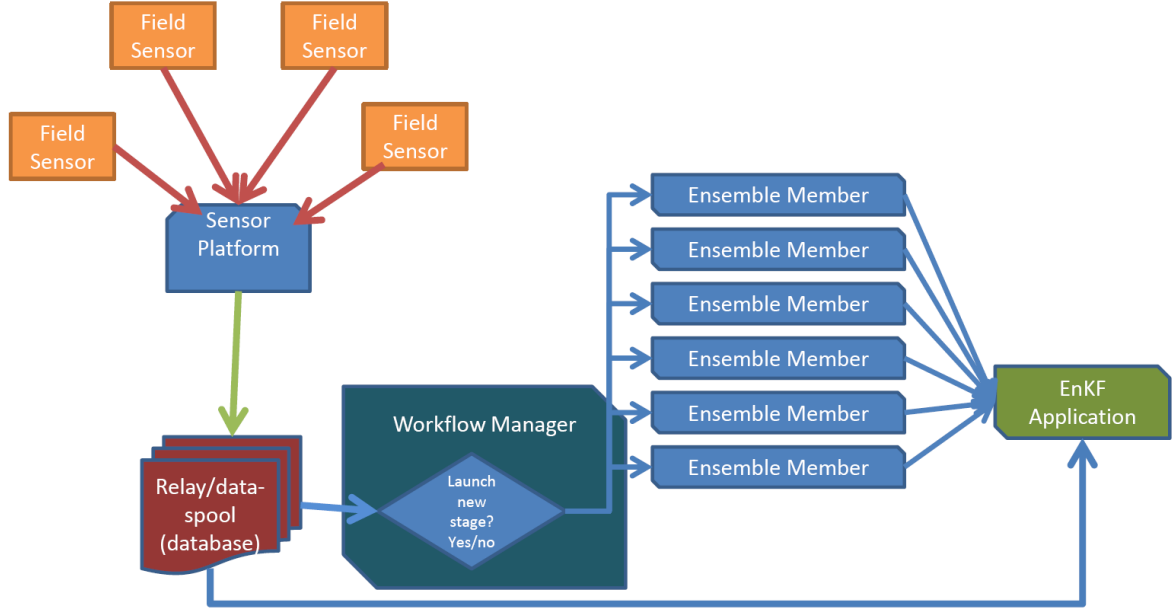 Field
Sensor
Field
Sensor
Field
Sensor
Field
Sensor
Sensor
Platform
Ensemble Member
Ensemble Member
Ensemble Member
Ensemble Member
Ensemble Member
Ensemble Member
EnKF
Application
Workflow Manager
Launch
new
stage?
Yes/no
Relay/data-
spool
(database)